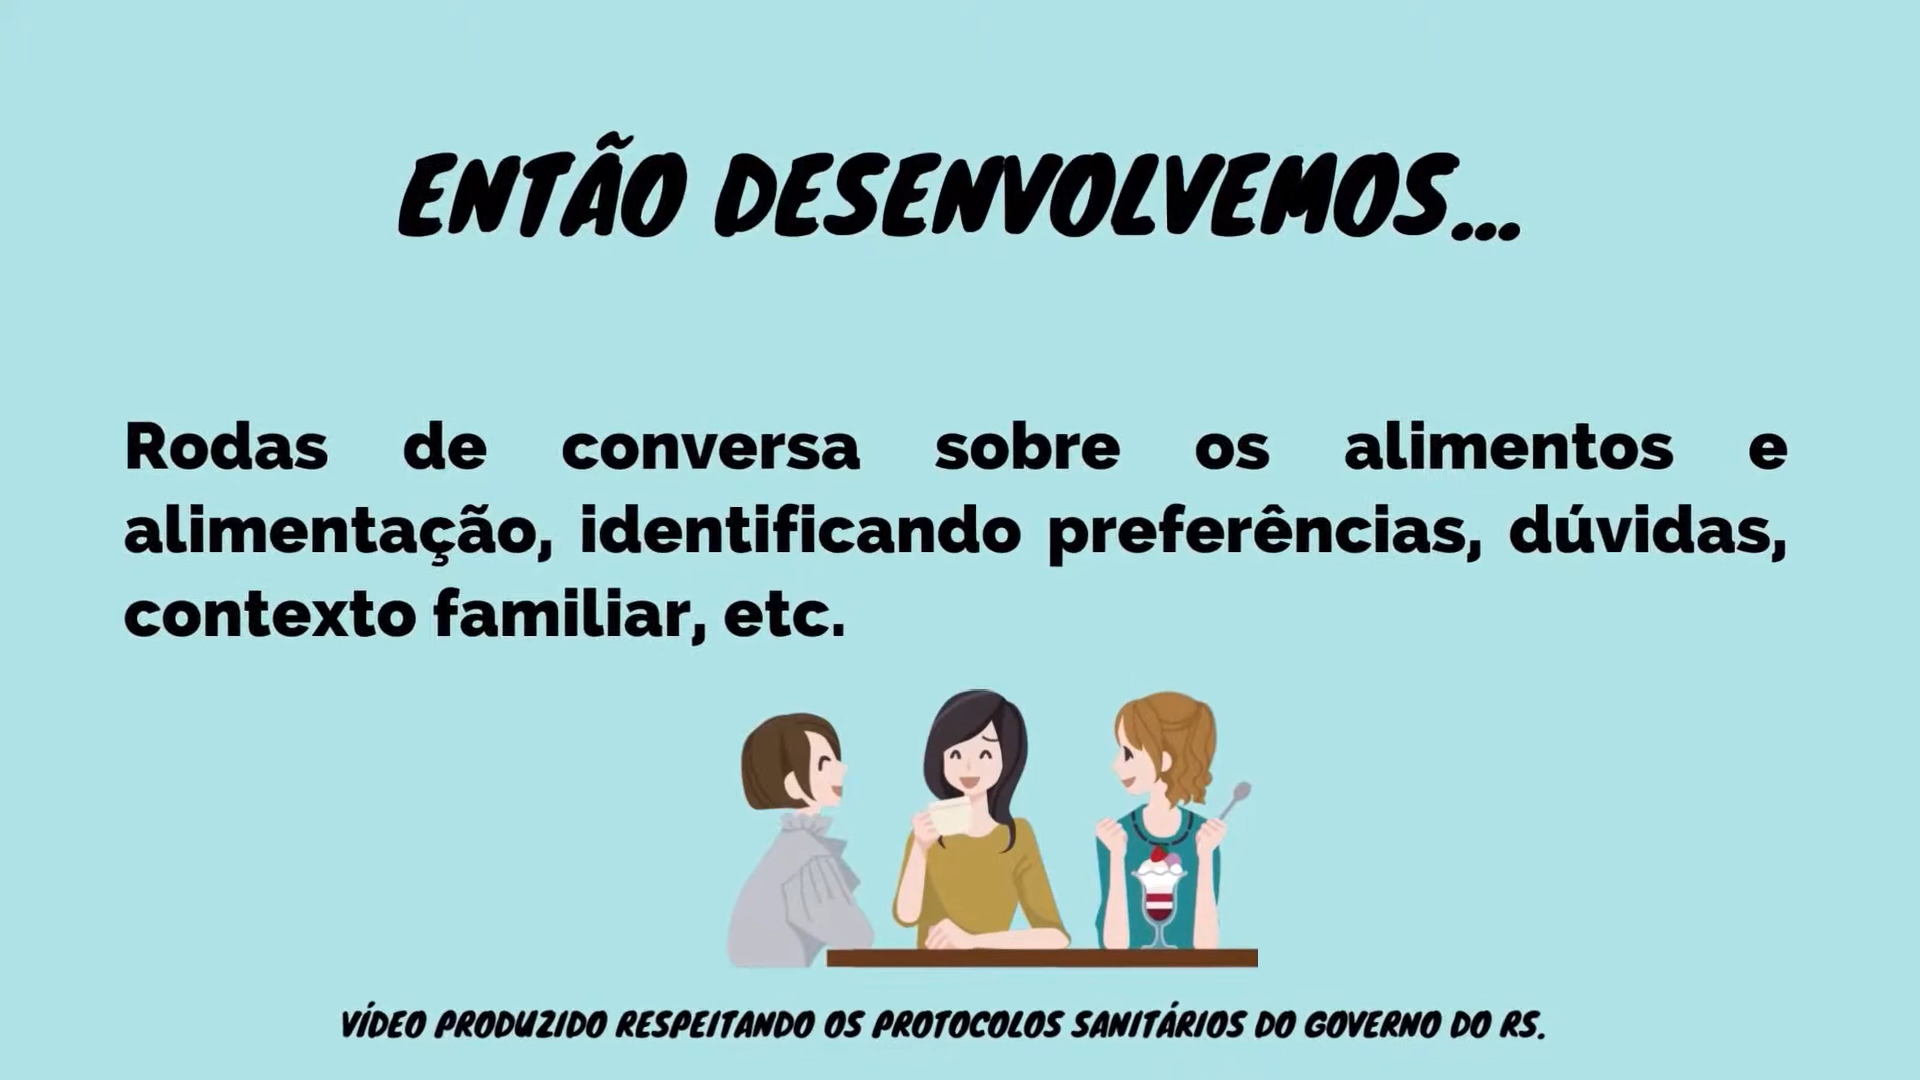 ENTÃO DESENVOLVEMOS...
Rodas de conversa sobre os alimentos e
alimentação, identificando preferências, dúvidas,
contexto familiar, etc.
VÍDEO PRODUZIDO RESPEITANDO OS PROTOCOLOS SANITÁRIOS DO GOVERNO DO RS.